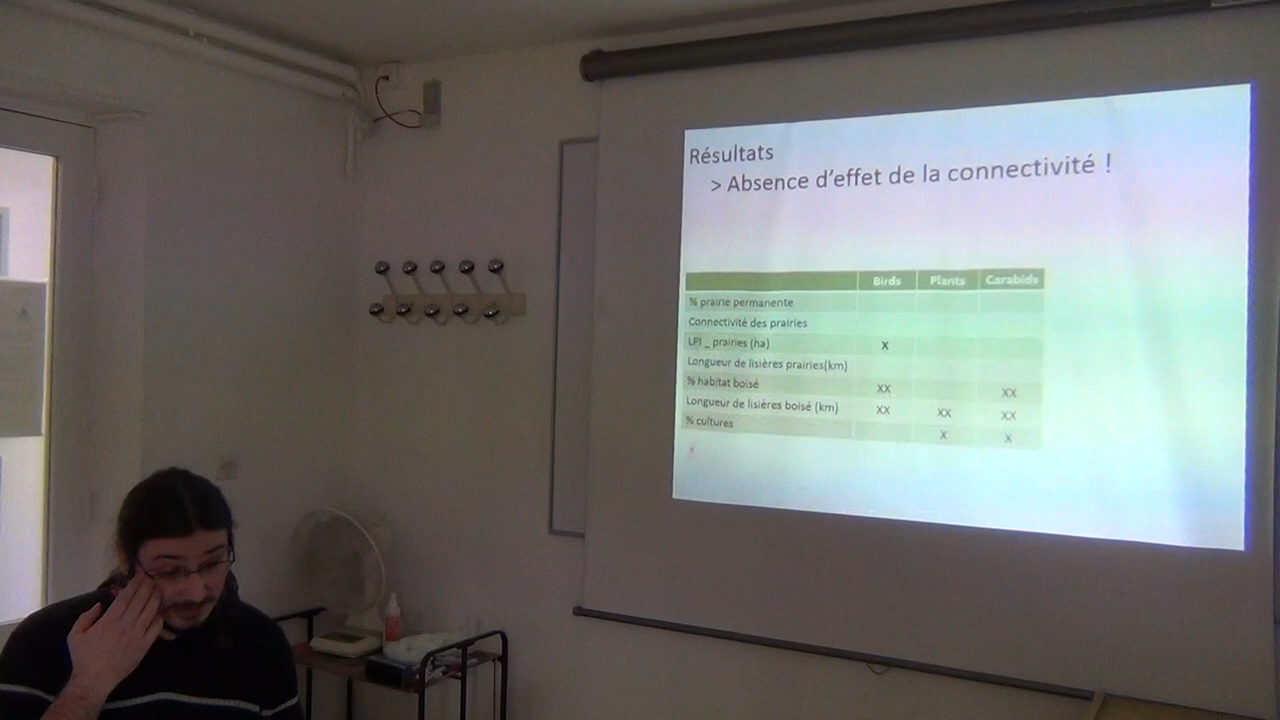 Résultats
> Absence d'effet de la connectivité !
Birds Plants Carabids
% prairie permanente
Connectivité des prairies
LPI _ prairies (ha) X
Longueur de lisières prairies(km)
% habitat boisé XX XX
Longueur de lisières boisé (km) XX XX XX
% cultures X X